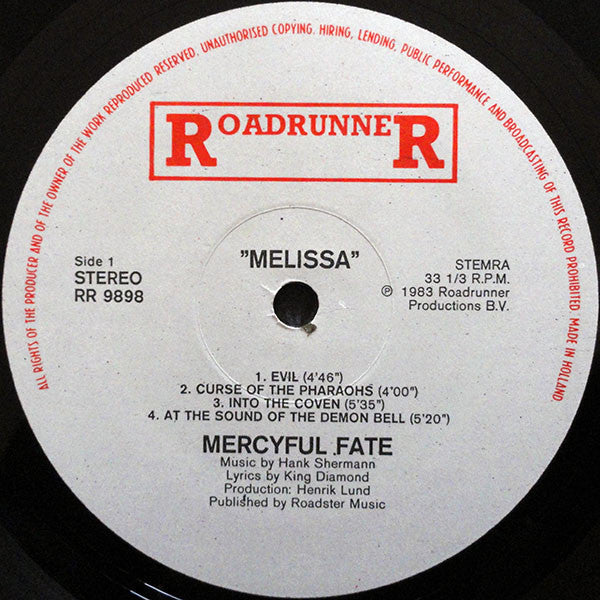 ALL RIGHTS OF THE PRODUCER AND OF THE OWNER OF THE WORK REPRODUCED RESERVED. UNAUTHORISED COPYING, HIRING, LENDING, PUBLIC PERFORMANCE AND BROADCASTING OF THIS RECORD PROHIBITED. MADE IN HOLLAND.
ROADRUNNER
Side 1
STEREO
RR 9898
"MELISSA"
STEMRA
33 1/3 R.P.M.
℗ 1983 Roadrunner
Productions B.V.
1. EVIL (4'46")
2. CURSE OF THE PHARAOHS (4'00")
3. INTO THE COVEN (5'35")
4. AT THE SOUND OF THE DEMON BELL (5'20")
MERCYFUL FATE
Music by Hank Shermann
Lyrics by King Diamond
Production: Henrik Lund
Published by Roadster Music